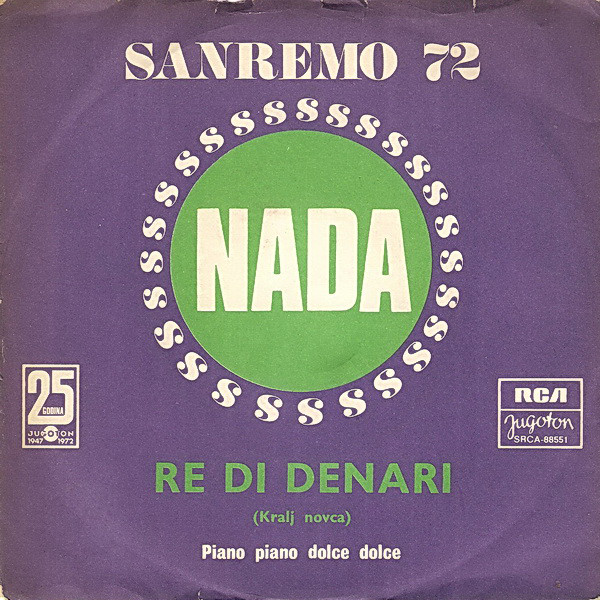 SANREMO 72
NADA
25
GODINA
JUGOTON
1947 1972
RCA
Jugoton
SRCA-88551
RE DI DENARI
(Kralj novca)
Piano piano dolce dolce